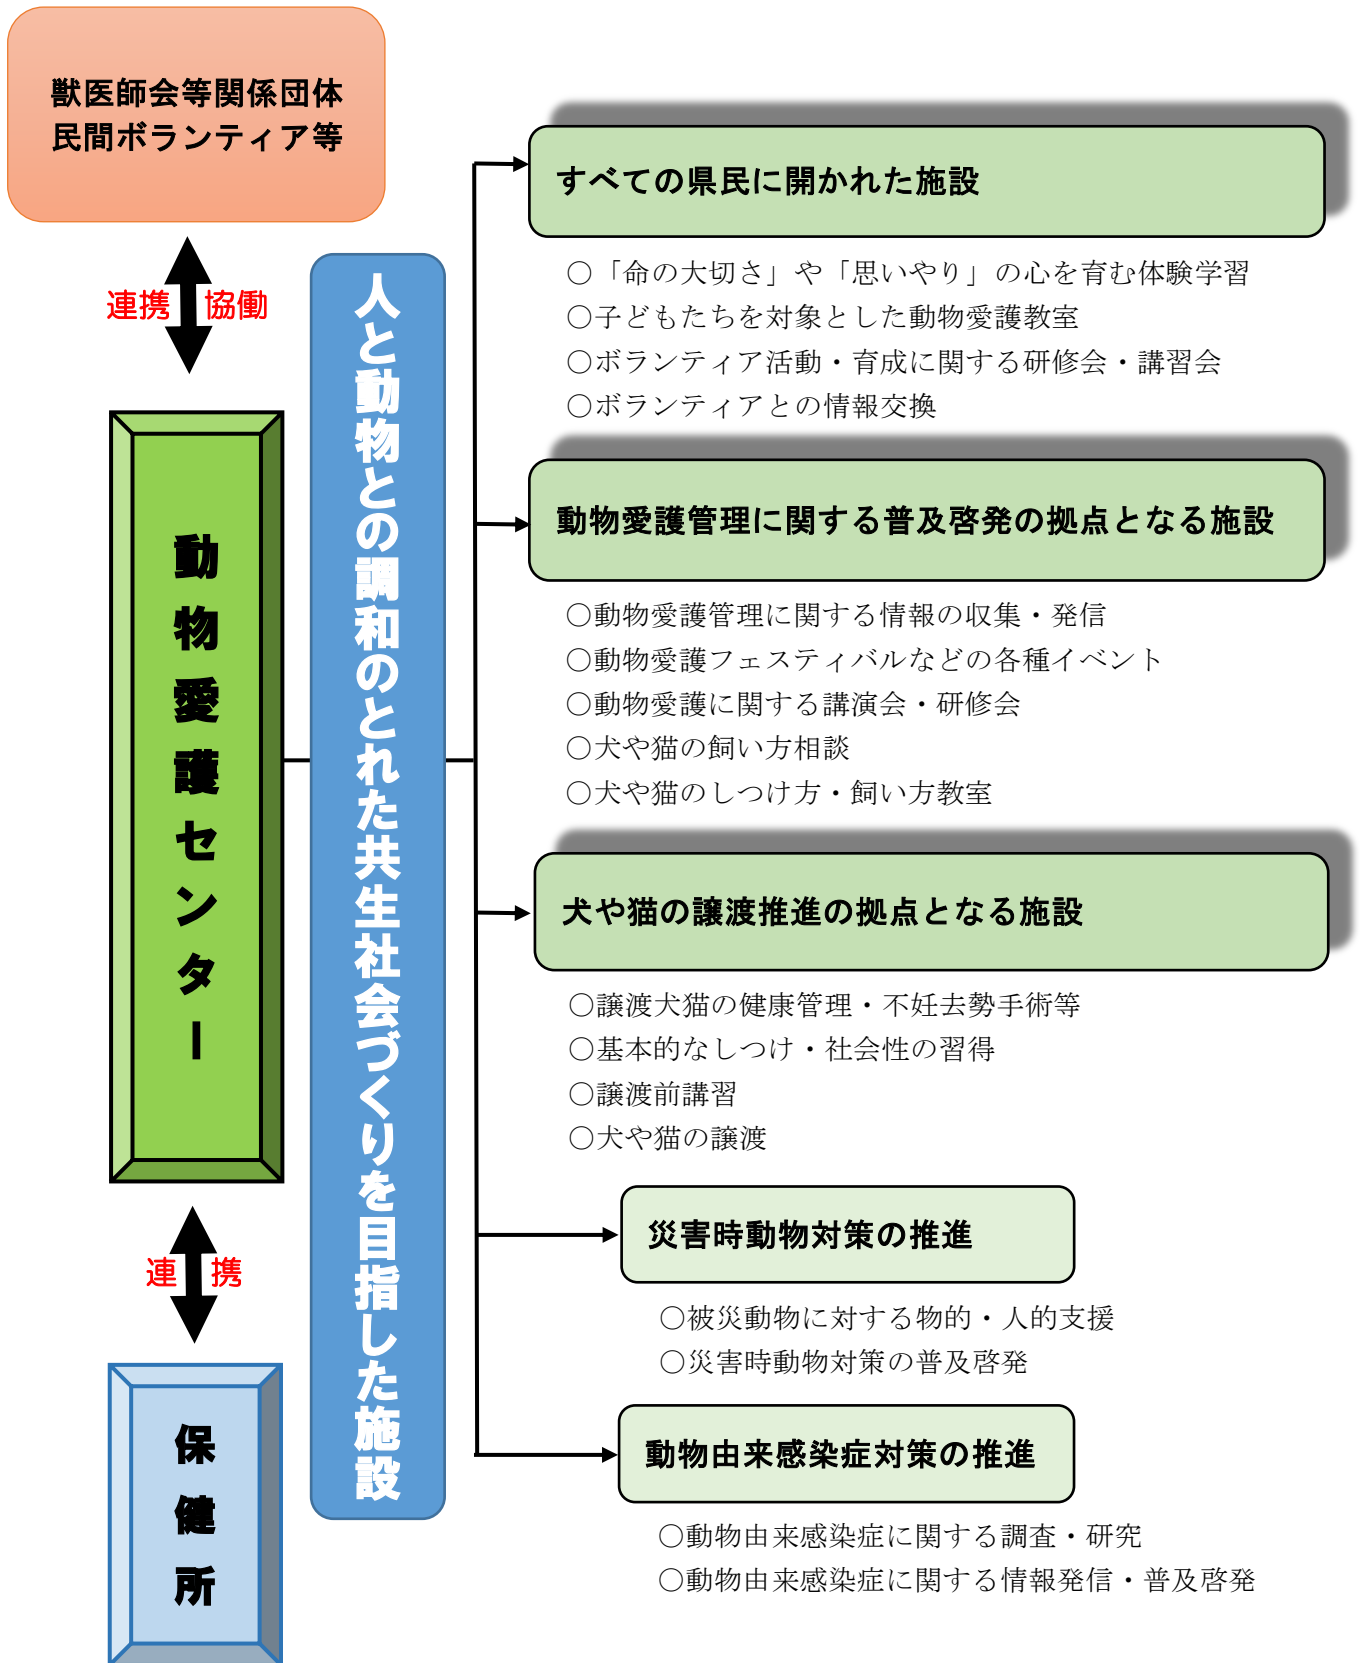 獣医師会等関係団体
民間ボランティア等
連携 協働
動物愛護センター
連 携
保健所
人と動物との調和のとれた共生社会づくりを目指した施設
すべての県民に開かれた施設
○「命の大切さ」や「思いやり」の心を育む体験学習
○子どもたちを対象とした動物愛護教室
○ボランティア活動・育成に関する研修会・講習会
○ボランティアとの情報交換
動物愛護管理に関する普及啓発の拠点となる施設
○動物愛護管理に関する情報の収集・発信
○動物愛護フェスティバルなどの各種イベント
○動物愛護に関する講演会・研修会
○犬や猫の飼い方相談
○犬や猫のしつけ方・飼い方教室
犬や猫の譲渡推進の拠点となる施設
○譲渡犬猫の健康管理・不妊去勢手術等
○基本的なしつけ・社会性の習得
○譲渡前講習
○犬や猫の譲渡
災害時動物対策の推進
○被災動物に対する物的・人的支援
○災害時動物対策の普及啓発
動物由来感染症対策の推進
○動物由来感染症に関する調査・研究
○動物由来感染症に関する情報発信・普及啓発